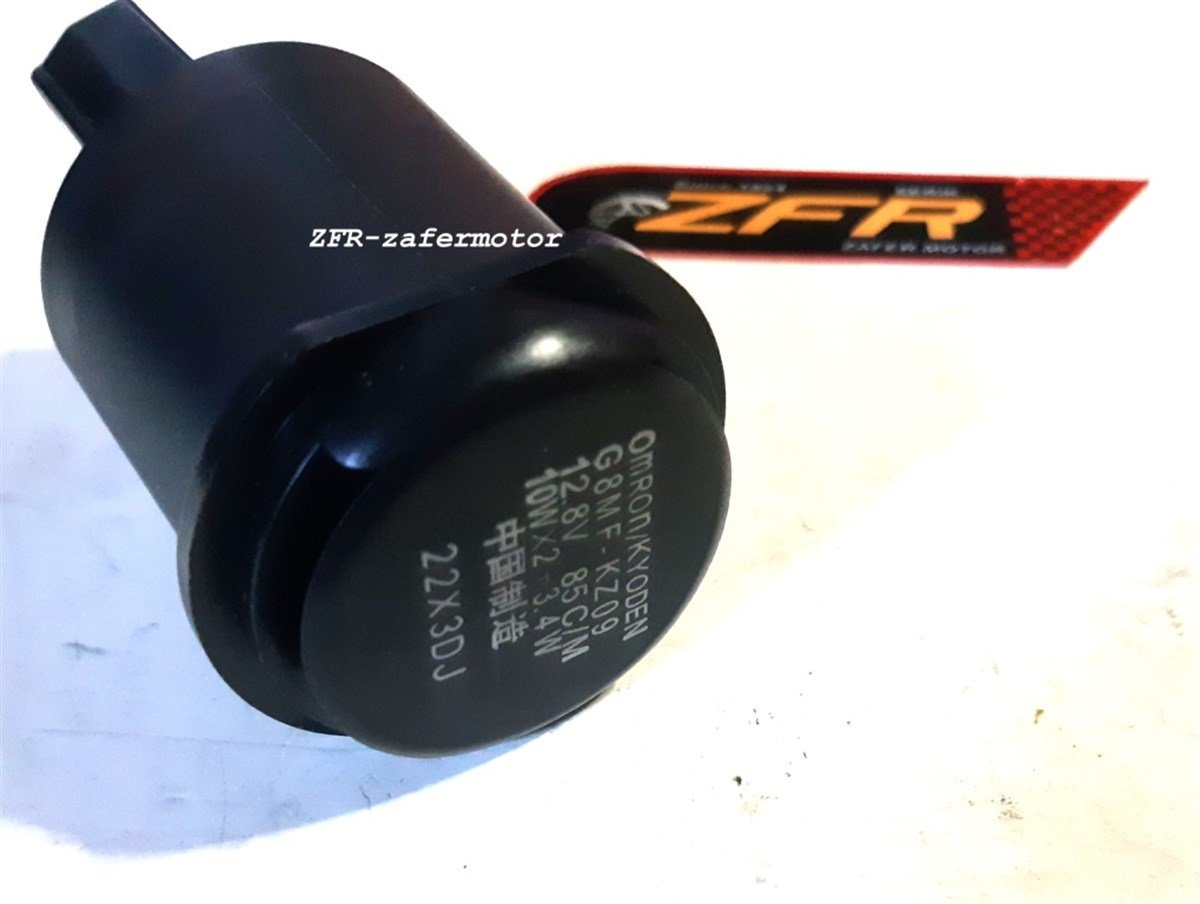 ZFR-zafermotor
ZFR
ZAFER MOTOR
OMRON/KYODEN
G8MF-KZ09
12.8V 85C/M
10W×2+3.4W
中国制造
22X3DJ